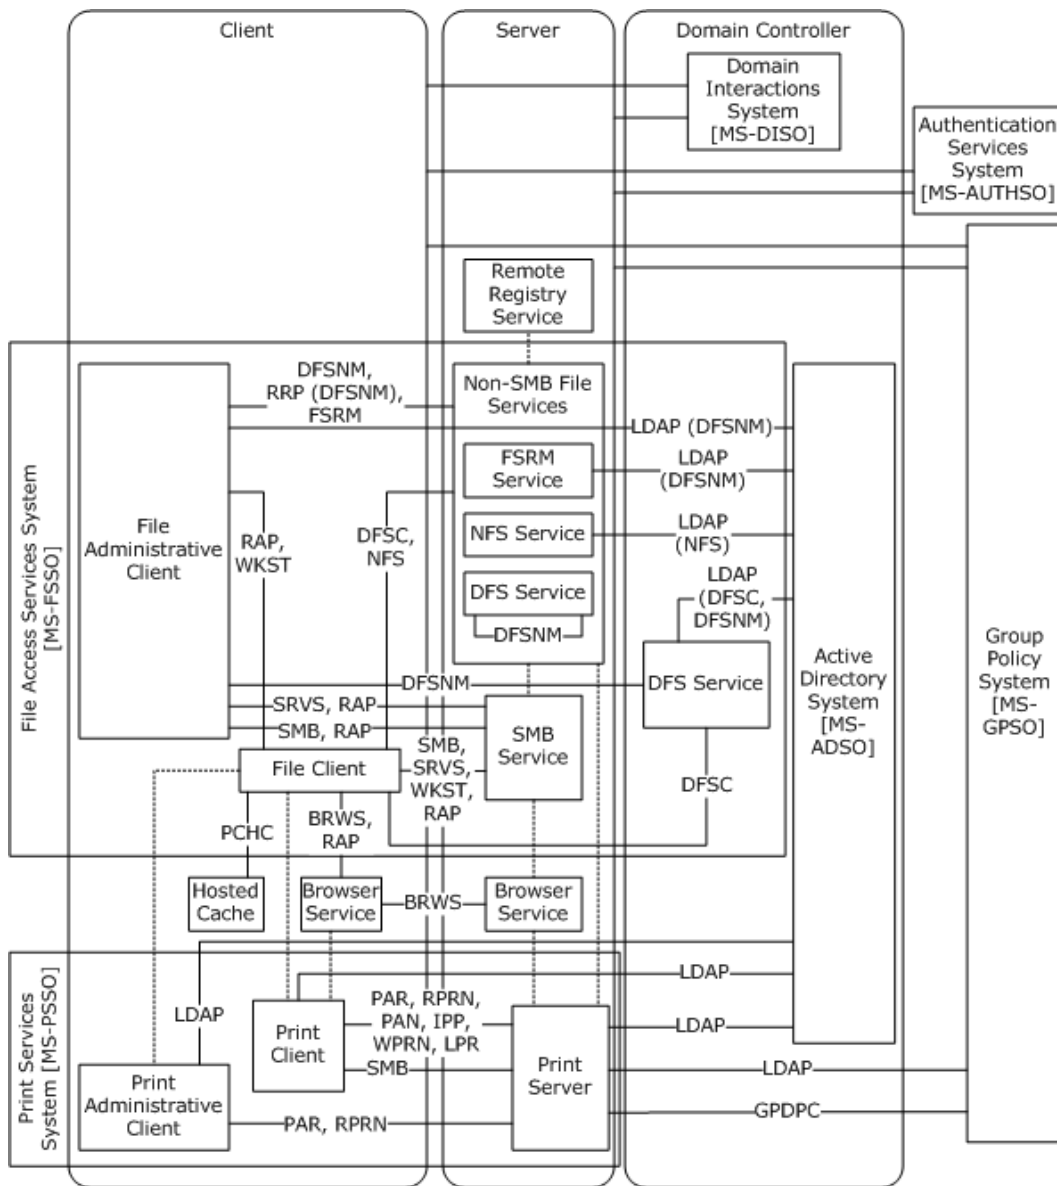 Client
Server
Domain Controller
Domain
Interactions
System
[MS-DISO]
Authentication
Services
System
[MS-AUTHSO]
Remote
Registry
Service
File Access Services System
[MS-FSSO]
File
Administrative
Client
DFSNM,
RRP (DFSNM),
FSRM
Non-SMB File
Services
LDAP (DFSNM)
FSRM
Service
LDAP
(DFSNM)
RAP,
WKST
DFSC,
NFS
NFS Service
LDAP
(NFS)
DFS Service
DFSNM
LDAP
(DFSC,
DFSNM)
DFSNM
DFS Service
Active
Directory
System
[MS-
ADSO]
Group
Policy
System
[MS-
GPSO]
SRVS, RAP
SMB, RAP
SMB
Service
File Client
SMB,
SRVS,
WKST,
RAP
DFSC
PCHC
BRWS,
RAP
Hosted
Cache
Browser
Service
BRWS
Browser
Service
Print Services
System [MS-PSSO]
LDAP
LDAP
Print
Client
PAR, RPRN,
PAN, IPP,
WPRN, LPR
SMB
LDAP
Print
Server
LDAP
Print
Administrative
Client
PAR, RPRN
GPDPC